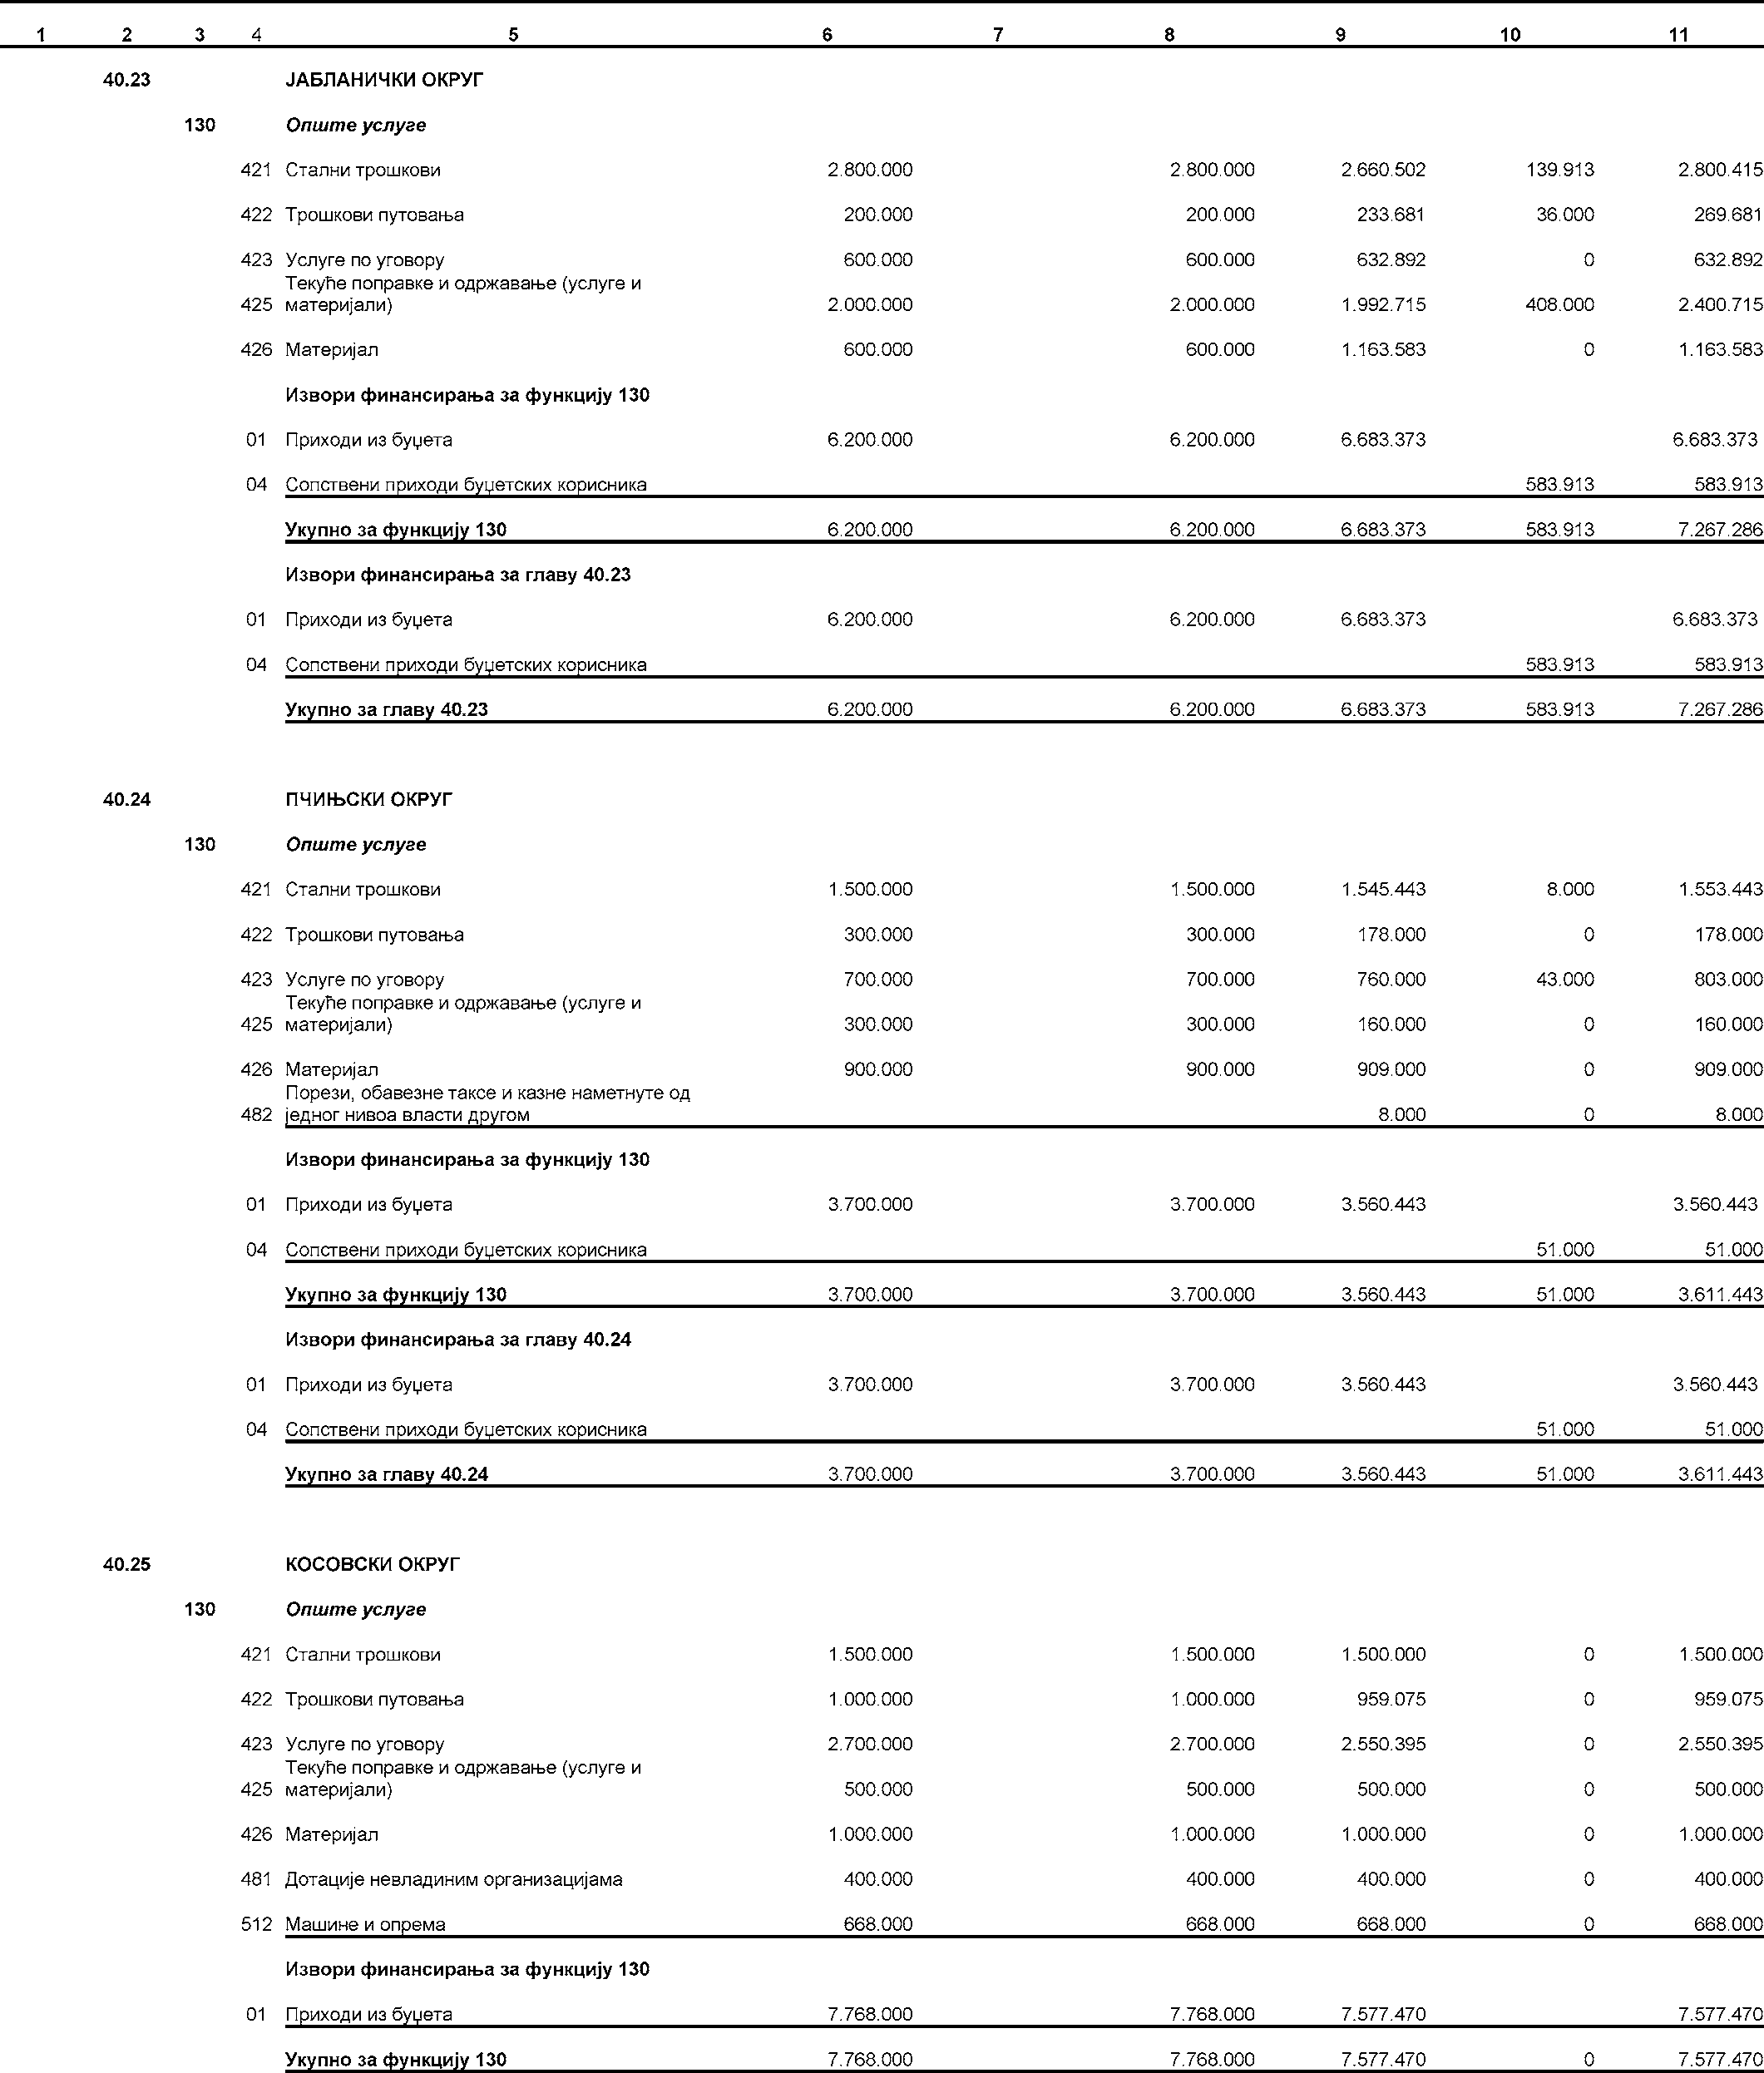 1 2 3 4 5 6 7 8 9 10 11
40.23 ЈАБЛАНИЧКИ ОКРУГ
130 Опште услуге
421 Стални трошкови 2.800.000 2.800.000 2.660.502 139.913 2.800.415
422 Трошкови путовања 200.000 200.000 233.681 36.000 269.681
423 Услуге по уговору 600.000 600.000 632.892 0 632.892
Текуће поправке и одржавање (услуге и
425 материјали) 2.000.000 2.000.000 1.992.715 408.000 2.400.715
426 Материјал 600.000 600.000 1.163.583 0 1.163.583
Извори финансирања за функцију 130
01 Приходи из буџета 6.200.000 6.200.000 6.683.373 6.683.373
04 Сопствени приходи буџетских корисника 583.913 583.913
Укупно за функцију 130 6.200.000 6.200.000 6.683.373 583.913 7.267.286
Извори финансирања за главу 40.23
01 Приходи из буџета 6.200.000 6.200.000 6.683.373 6.683.373
04 Сопствени приходи буџетских корисника 583.913 583.913
Укупно за главу 40.23 6.200.000 6.200.000 6.683.373 583.913 7.267.286
40.24 ПЧИЊСКИ ОКРУГ
130 Опште услуге
421 Стални трошкови 1.500.000 1.500.000 1.545.443 8.000 1.553.443
422 Трошкови путовања 300.000 300.000 178.000 0 178.000
423 Услуге по уговору 700.000 700.000 760.000 43.000 803.000
Текуће поправке и одржавање (услуге и
425 материјали) 300.000 300.000 160.000 0 160.000
426 Материјал 900.000 900.000 909.000 0 909.000
Порези, обавезне таксе и казне наметнуте од
482 једног нивоа власти другом 8.000 0 8.000
Извори финансирања за функцију 130
01 Приходи из буџета 3.700.000 3.700.000 3.560.443 3.560.443
04 Сопствени приходи буџетских корисника 51.000 51.000
Укупно за функцију 130 3.700.000 3.700.000 3.560.443 51.000 3.611.443
Извори финансирања за главу 40.24
01 Приходи из буџета 3.700.000 3.700.000 3.560.443 3.560.443
04 Сопствени приходи буџетских корисника 51.000 51.000
Укупно за главу 40.24 3.700.000 3.700.000 3.560.443 51.000 3.611.443
40.25 КОСОВСКИ ОКРУГ
130 Опште услуге
421 Стални трошкови 1.500.000 1.500.000 1.500.000 0 1.500.000
422 Трошкови путовања 1.000.000 1.000.000 959.075 0 959.075
423 Услуге по уговору 2.700.000 2.700.000 2.550.395 0 2.550.395
Текуће поправке и одржавање (услуге и
425 материјали) 500.000 500.000 500.000 0 500.000
426 Материјал 1.000.000 1.000.000 1.000.000 0 1.000.000
481 Дотације невладиним организацијама 400.000 400.000 400.000 0 400.000
512 Машине и опрема 668.000 668.000 668.000 0 668.000
Извори финансирања за функцију 130
01 Приходи из буџета 7.768.000 7.768.000 7.577.470 7.577.470
Укупно за функцију 130 7.768.000 7.768.000 7.577.470 0 7.577.470